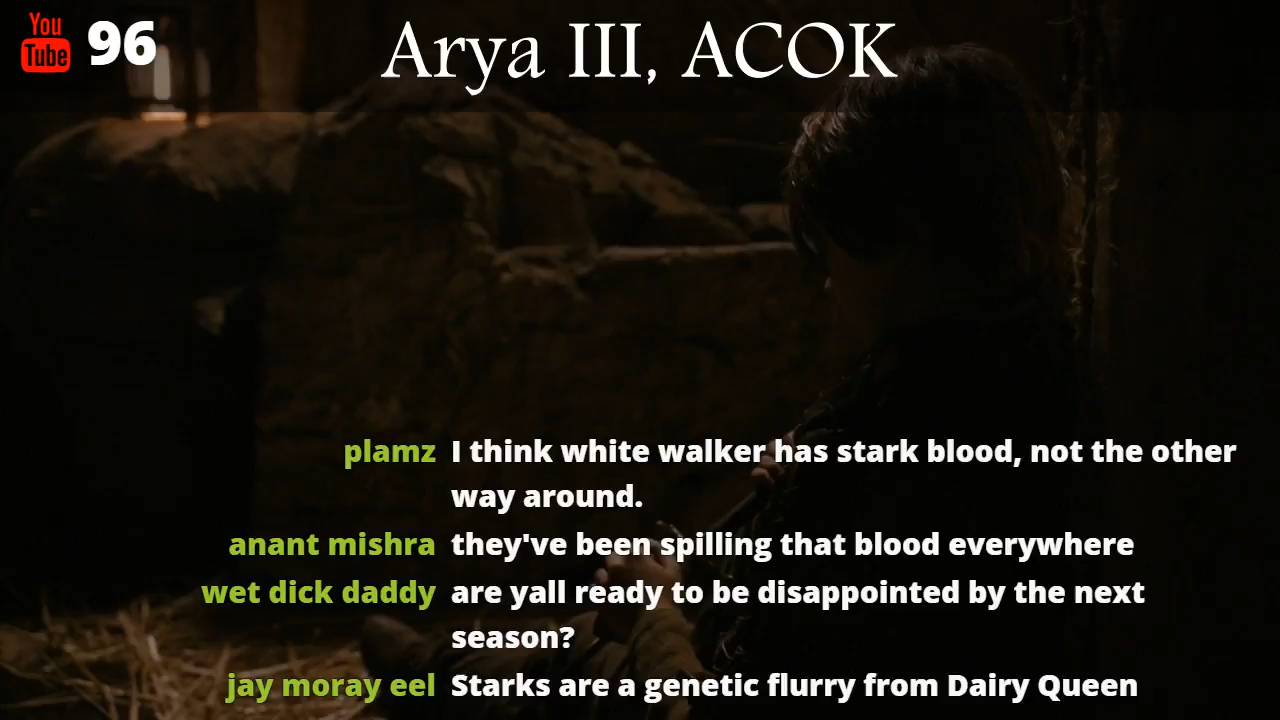 You Tube 96
Arya III, ACOK
plamz I think white walker has stark blood, not the other
way around.
anant mishra they've been spilling that blood everywhere
wet dick daddy are yall ready to be disappointed by the next
season?
jay moray eel Starks are a genetic flurry from Dairy Queen